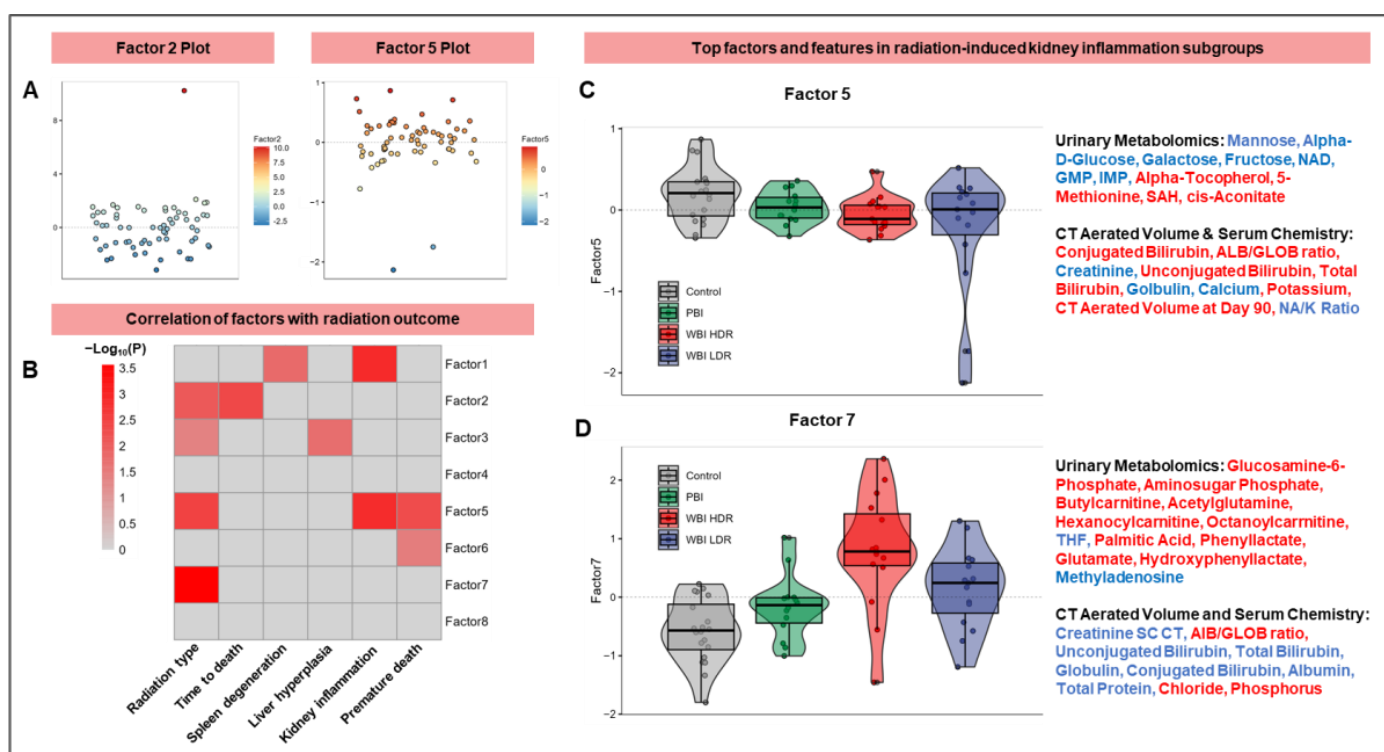 Factor 2 Plot
Factor 5 Plot
Top factors and features in radiation-induced kidney inflammation subgroups
A
8
4
0
Factor2
10.0
7.5
5.0
2.5
0.0
-2.5
1
0
−1
−2
Factor5
0
−1
−2
Correlation of factors with radiation outcome
B
−Log10(P)
3.5
3
2.5
2
1.5
1
0.5
0
Factor1
Factor2
Factor3
Factor4
Factor5
Factor6
Factor7
Factor8
Radiation type
Time to death
Spleen degeneration
Liver hyperplasia
Kidney inflammation
Premature death
C
Factor 5
Factor5
1
0
−1
−2
Control
PBI
WBI HDR
WBI LDR
Urinary Metabolomics: Mannose, Alpha-
D-Glucose, Galactose, Fructose, NAD,
GMP, IMP, Alpha-Tocopherol, 5-
Methionine, SAH, cis-Aconitate
CT Aerated Volume & Serum Chemistry:
Conjugated Bilirubin, ALB/GLOB ratio,
Creatinine, Unconjugated Bilirubin, Total
Bilirubin, Golbulin, Calcium, Potassium,
CT Aerated Volume at Day 90, NA/K Ratio
D
Factor 7
Factor7
2
1
0
−1
−2
Control
PBI
WBI HDR
WBI LDR
Urinary Metabolomics: Glucosamine-6-
Phosphate, Aminosugar Phosphate,
Butylcarnitine, Acetylglutamine,
Hexanocylcarnitine, Octanoylcarrnitine,
THF, Palmitic Acid, Phenyllactate,
Glutamate, Hydroxyphenyllactate,
Methyladenosine
CT Aerated Volume and Serum Chemistry:
Creatinine SC CT, AlB/GLOB ratio,
Unconjugated Bilirubin, Total Bilirubin,
Globulin, Conjugated Bilirubin, Albumin,
Total Protein, Chloride, Phosphorus